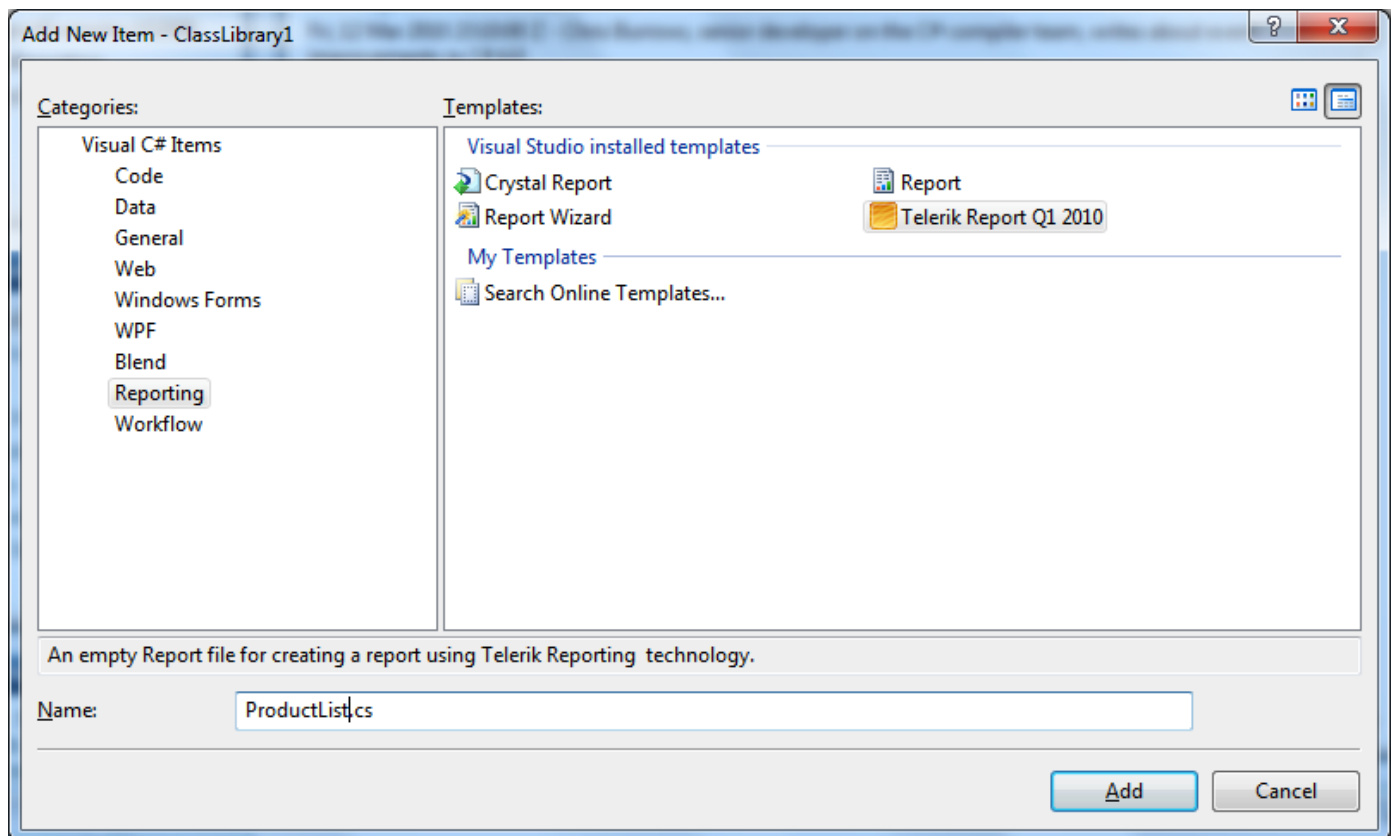 Add New Item - ClassLibrary1
Categories:
Templates:
Visual C# Items
Code
Data
General
Web
Windows Forms
WPF
Blend
Reporting
Workflow
Visual Studio installed templates
Crystal Report
Report
Report Wizard
Telerik Report Q1 2010
My Templates
Search Online Templates...
An empty Report file for creating a report using Telerik Reporting technology.
Name:
ProductList.cs
Add
Cancel